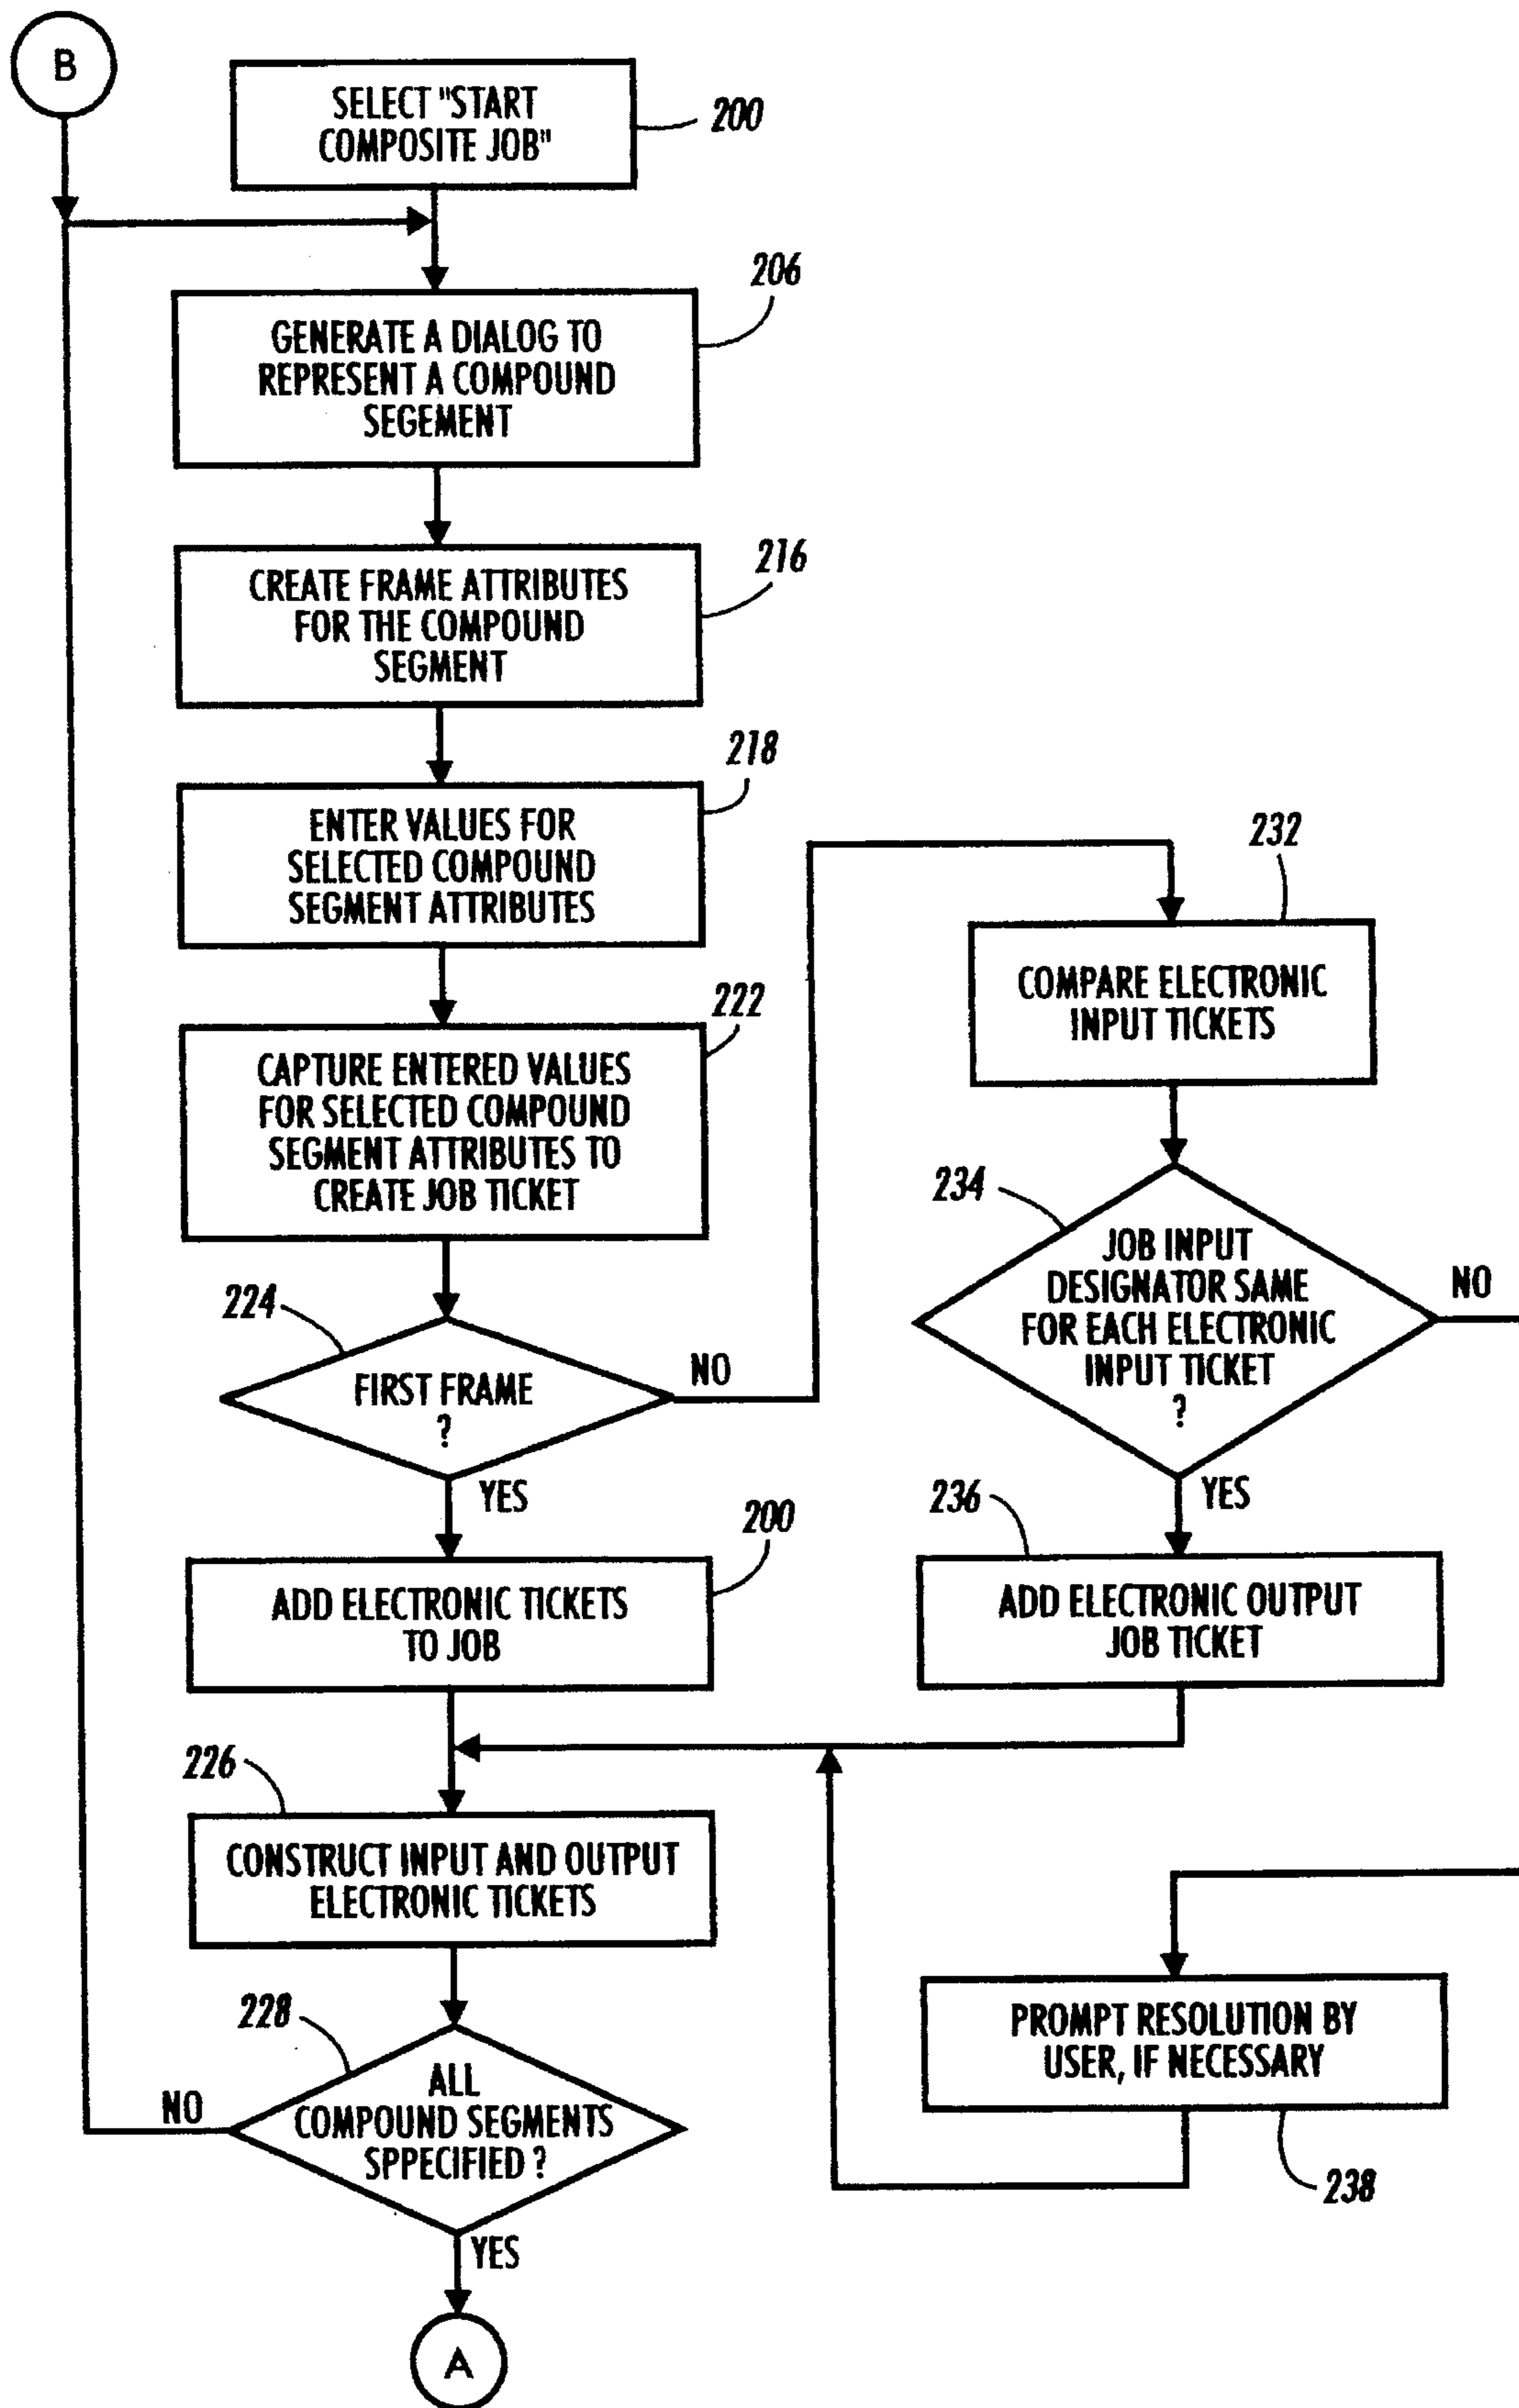 B
SELECT "START
COMPOSITE JOB"
200
206
GENERATE A DIALOG TO
REPRESENT A COMPOUND
SEGEMENT
216
CREATE FRAME ATTRIBUTES
FOR THE COMPOUND
SEGMENT
218
ENTER VALUES FOR
SELECTED COMPOUND
SEGMENT ATTRIBUTES
222
CAPTURE ENTERED VALUES
FOR SELECTED COMPOUND
SEGMENT ATTRIBUTES TO
CREATE JOB TICKET
224
FIRST FRAME
?
NO
YES
200
ADD ELECTRONIC TICKETS
TO JOB
226
CONSTRUCT INPUT AND OUTPUT
ELECTRONIC TICKETS
228
ALL
COMPOUND SEGMENTS
SPPECIFIED ?
NO
YES
A
232
COMPARE ELECTRONIC
INPUT TICKETS
234
JOB INPUT
DESIGNATOR SAME
FOR EACH ELECTRONIC
INPUT TICKET
?
NO
YES
236
ADD ELECTRONIC OUTPUT
JOB TICKET
PROMPT RESOLUTION BY
USER, IF NECESSARY
238